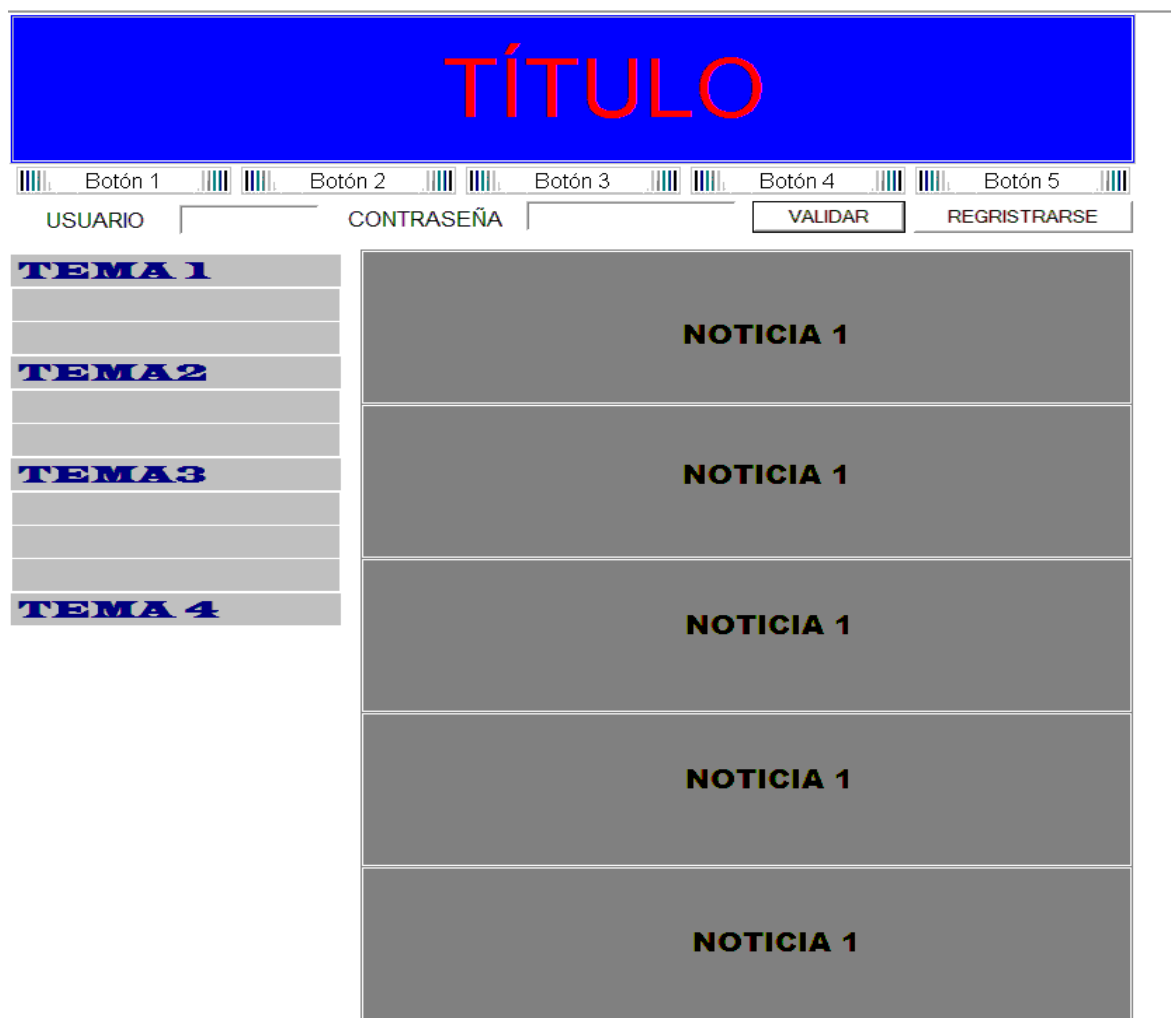 TÍTULO
Botón 1 Botón 2 Botón 3 Botón 4 Botón 5
USUARIO CONTRASEÑA VALIDAR REGRISTRARSE
TEMA 1
TEMA2
TEMA3
TEMA 4
NOTICIA 1
NOTICIA 1
NOTICIA 1
NOTICIA 1
NOTICIA 1